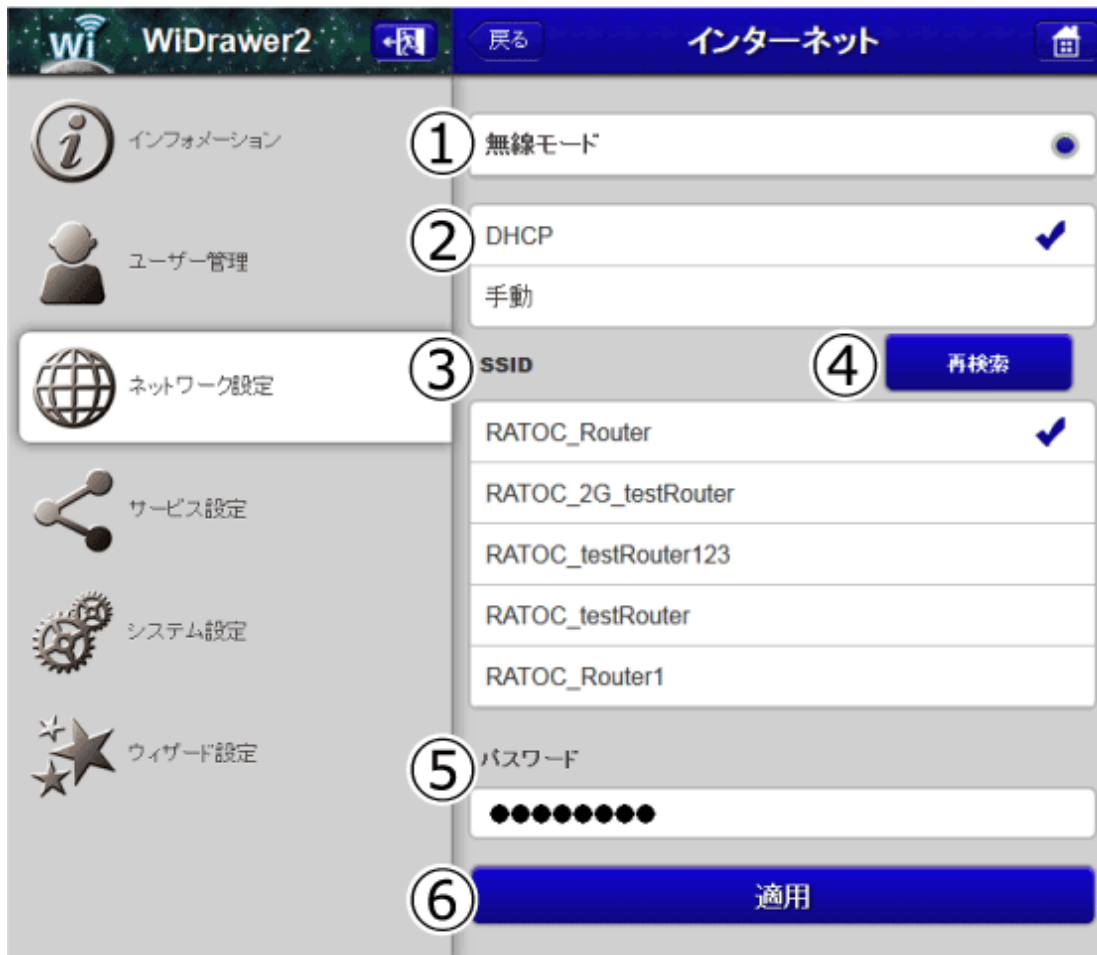 Wi WiDrawer2
戻る インターネット
インフォメーション
ユーザー管理
ネットワーク設定
サービス設定
システム設定
ウィザード設定
① 無線モード
② DHCP
手動
③ SSID
④ 再検索
RATOC_Router
RATOC_2G_testRouter
RATOC_testRouter123
RATOC_testRouter
RATOC_Router1
⑤ パスワード
●●●●●●●●
⑥ 適用